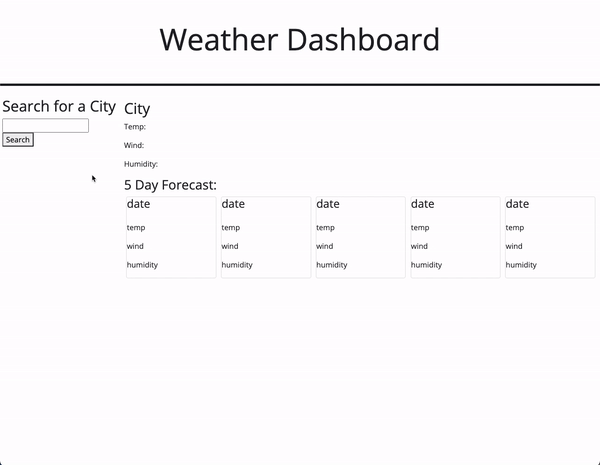 Weather Dashboard
Search for a City
Search
City
Temp:
Wind:
Humidity:
5 Day Forecast:
date date date date date
temp temp temp temp temp
wind wind wind wind wind
humidity humidity humidity humidity humidity